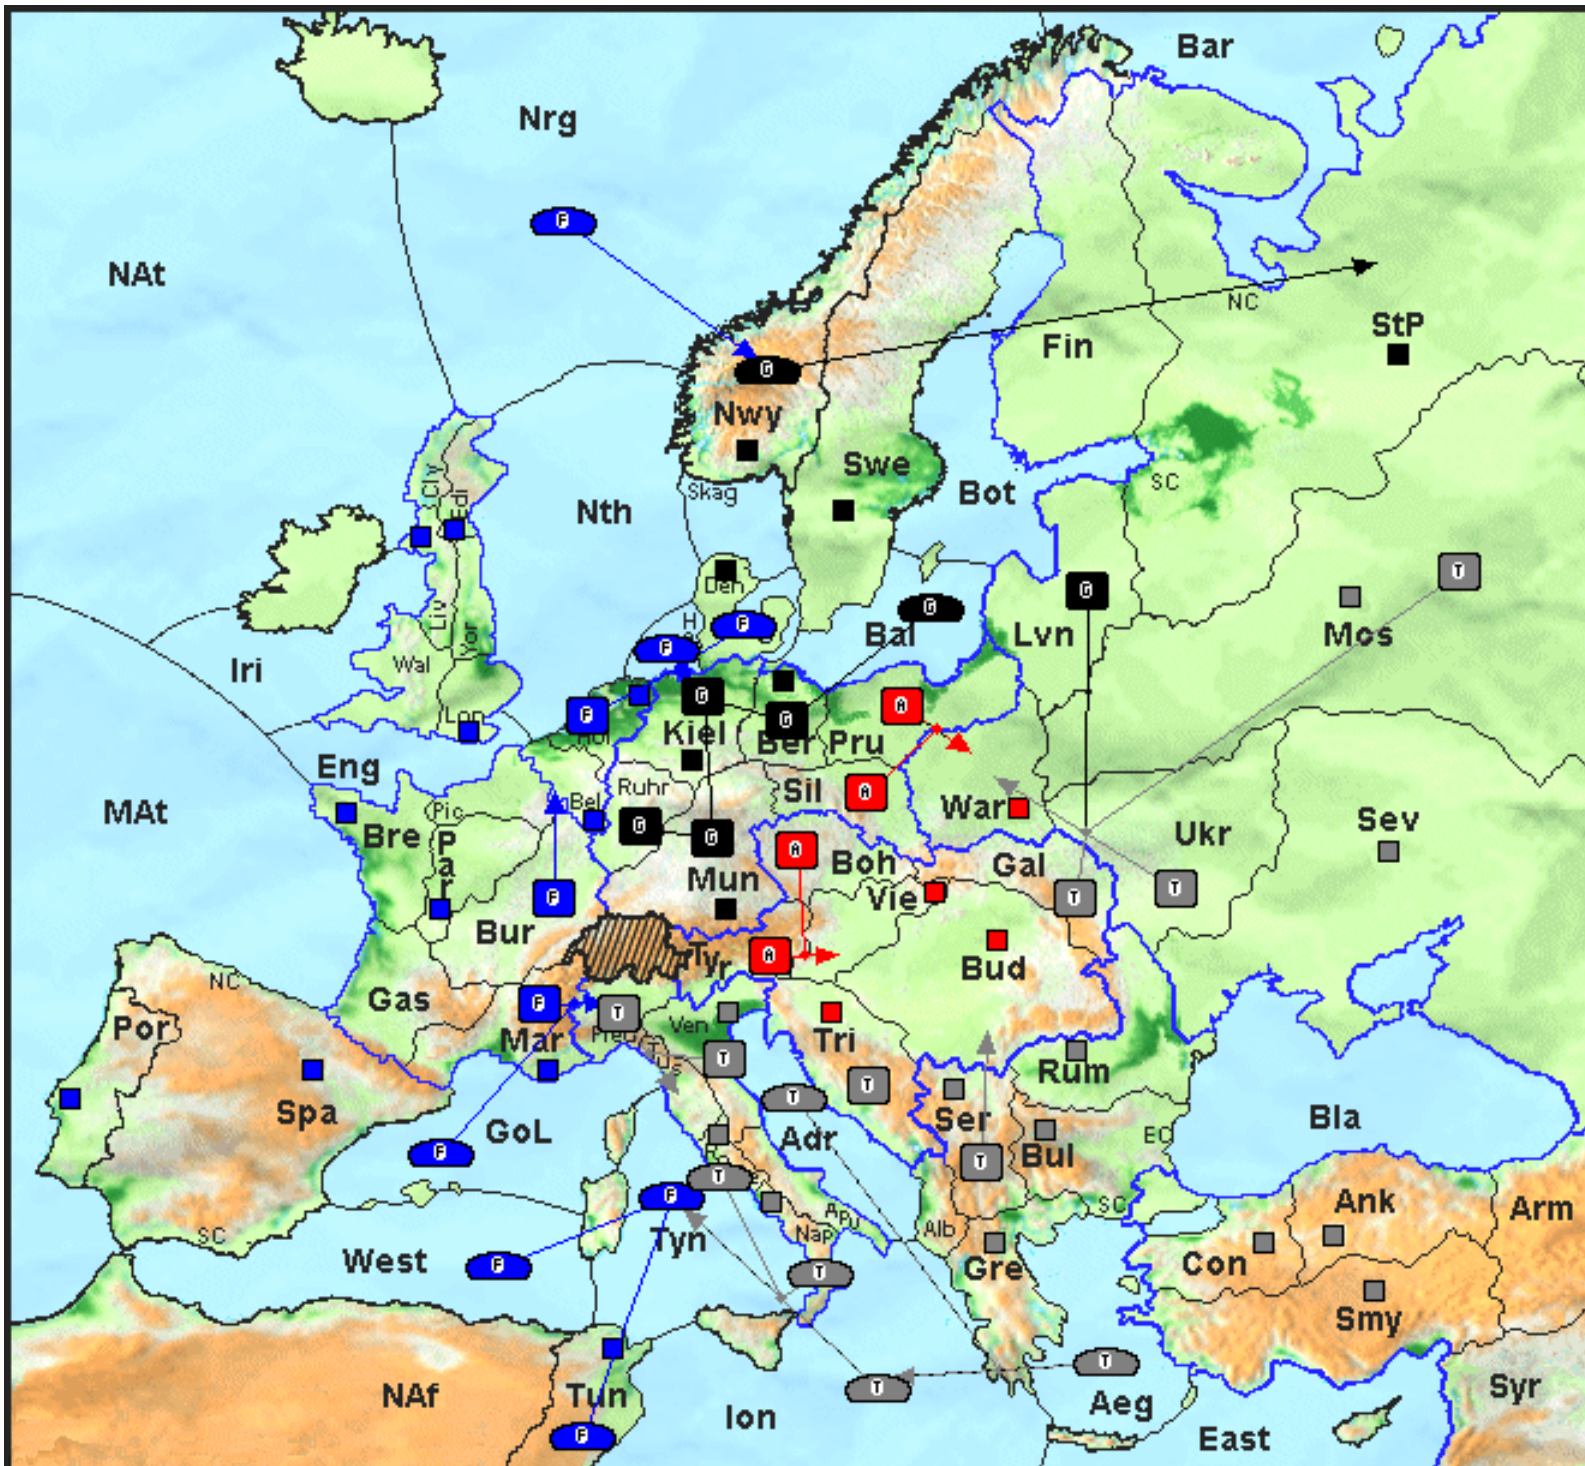 Bar
Nrg
NAt
NC
StP
Fin
Nwy
Swe
SC
Skag
Bot
Nth
Cly
Edi
Den
Bal
Lvn
Mos
Liv
Yor
Iri
Wal
Lon
Hol
Kiel
Ber
Pru
Eng
Ruhr
Sil
War
Ukr
Sev
MAt
Pic
Bel
Bre
Par
Boh
Gal
Mun
Vie
Bur
Tyr
Bud
NC
Gas
Por
Mar
Pie
Ven
Tus
Tri
Rum
Spa
GoL
Adr
Ser
Bul
EC
Bla
SC
West
Tyn
Apu
Nap
Alb
SC
Gre
Con
Ank
Arm
Smy
NAf
Tun
Ion
Aeg
East
Syr
F
G
F
G
G
T
F
F
G
G
A
A
G
G
A
F
T
T
A
F
T
T
T
T
F
T
T
F
F
T
T
T
F